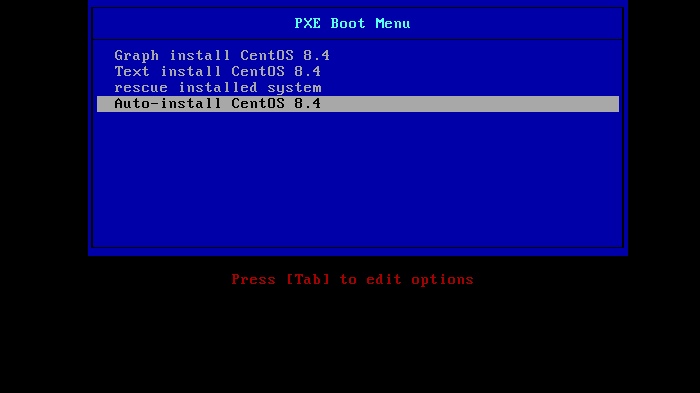 PXE Boot Menu
Graph install CentOS 8.4
Text install CentOS 8.4
rescue installed system
Auto-install CentOS 8.4
Press [Tab] to edit options